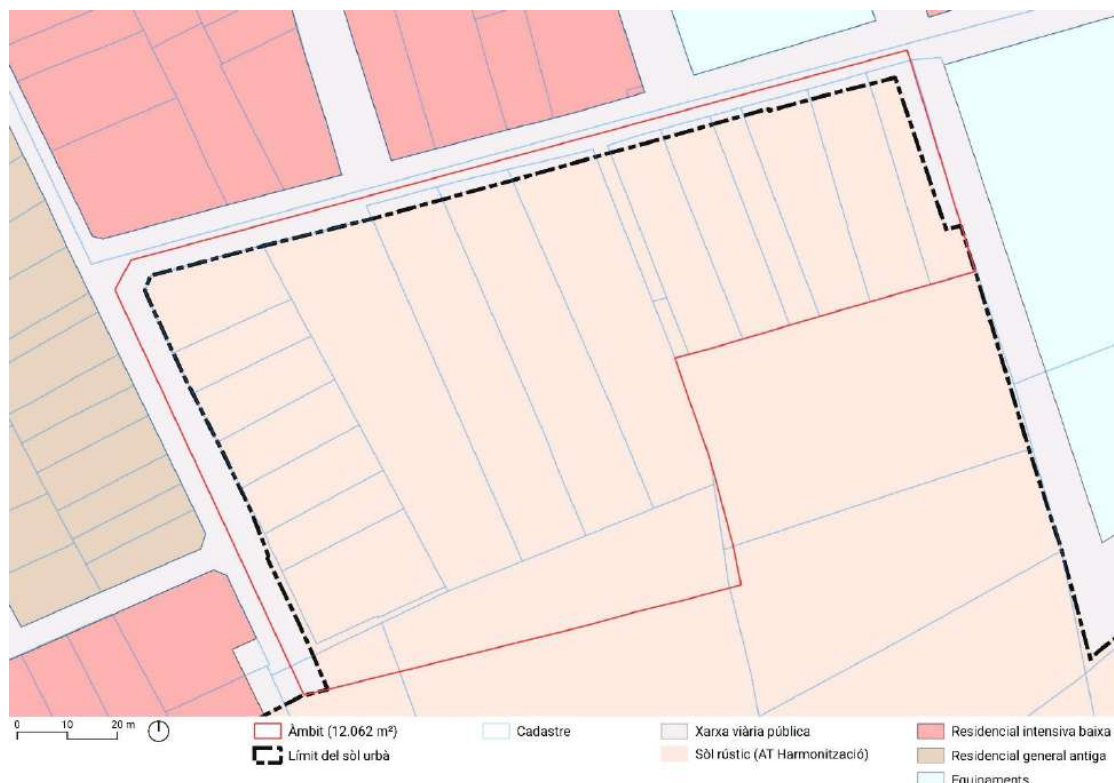 0 10 20 m
Àmbit (12.062 m²)
Límit del sòl urbà
Cadastre
Xarxa viària pública
Sòl rústic (AT Harmonització)
Residencial intensiva baixa
Residencial general antiga
Equipaments